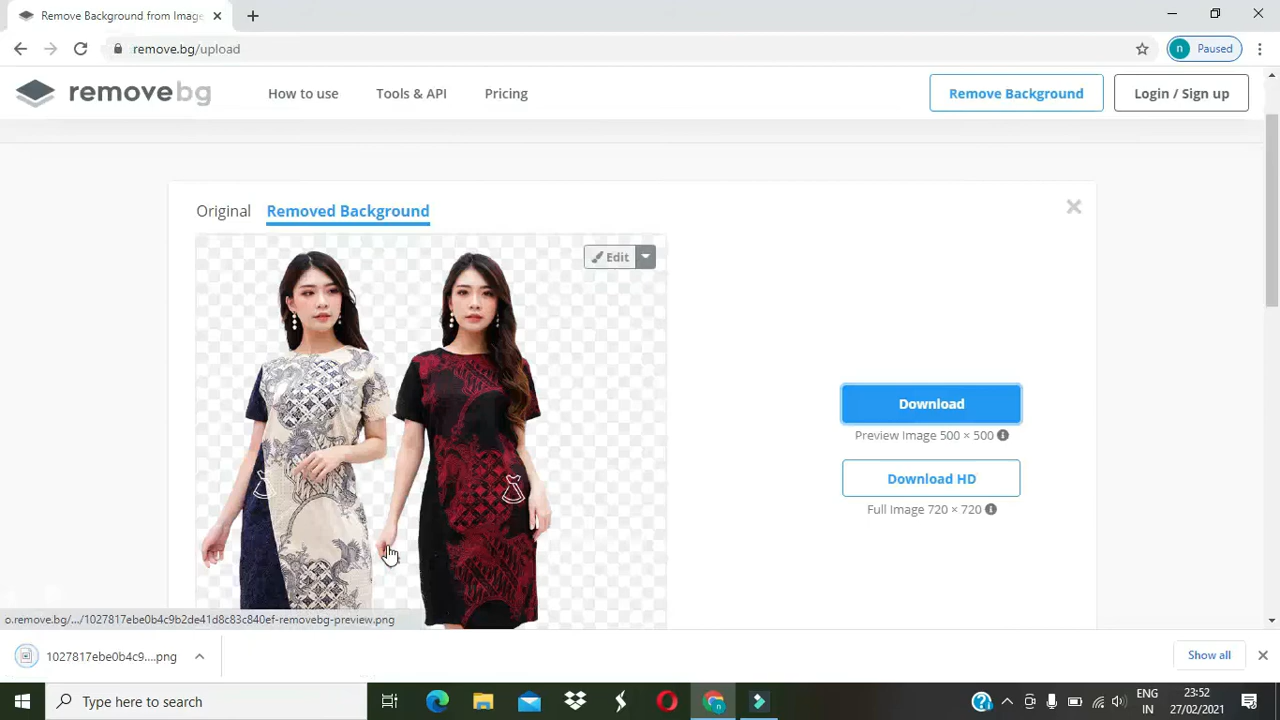 Remove Background from Image
remove.bg/upload
n Paused
removebg
How to use
Tools & API
Pricing
Remove Background
Login / Sign up
Original
Removed Background
Edit
Download
Preview Image 500 × 500
Download HD
Full Image 720 × 720
o.remove.bg/.../1027817ebe0b4c9b2de41d8c83c840ef-removebg-preview.png
1027817ebe0b4c9....png
Show all
Type here to search
n
ENG
IN
23:52
27/02/2021